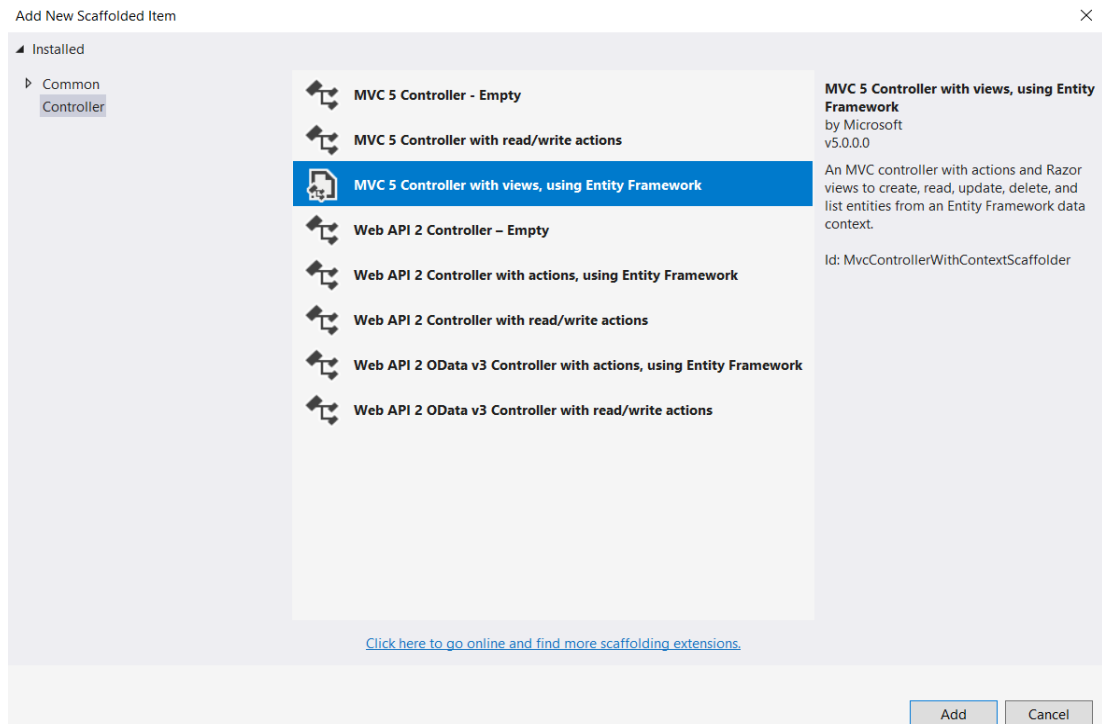 Add New Scaffolded Item
Installed
Common
Controller
MVC 5 Controller - Empty
MVC 5 Controller with read/write actions
MVC 5 Controller with views, using Entity Framework
Web API 2 Controller – Empty
Web API 2 Controller with actions, using Entity Framework
Web API 2 Controller with read/write actions
Web API 2 OData v3 Controller with actions, using Entity Framework
Web API 2 OData v3 Controller with read/write actions
MVC 5 Controller with views, using Entity
Framework
by Microsoft
v5.0.0.0
An MVC controller with actions and Razor
views to create, read, update, delete, and
list entities from an Entity Framework data
context.
Id: MvcControllerWithContextScaffolder
Click here to go online and find more scaffolding extensions.
Add
Cancel